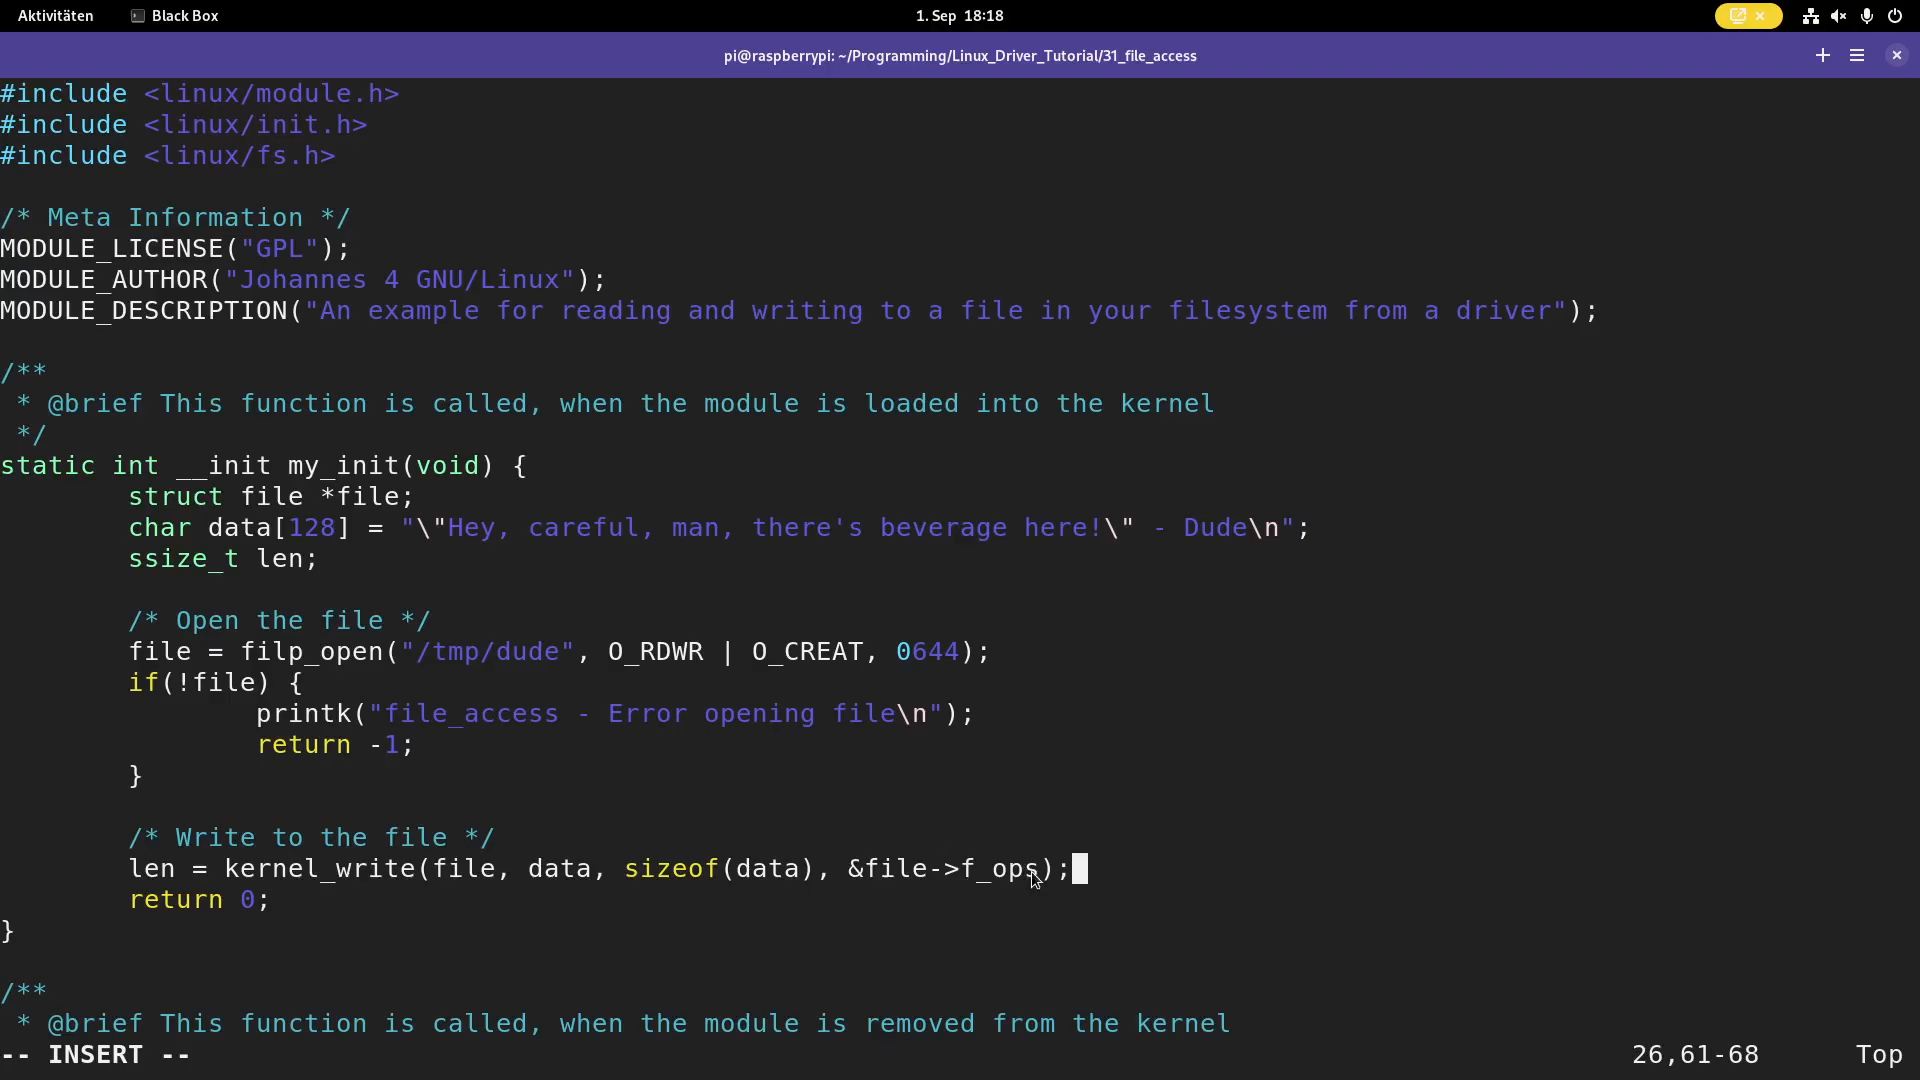 Aktivitäten Black Box 1. Sep 18:18
pi@raspberrypi: ~/Programming/Linux_Driver_Tutorial/31_file_access
#include <linux/module.h>
#include <linux/init.h>
#include <linux/fs.h>

/* Meta Information */
MODULE_LICENSE("GPL");
MODULE_AUTHOR("Johannes 4 GNU/Linux");
MODULE_DESCRIPTION("An example for reading and writing to a file in your filesystem from a driver");

/**
 * @brief This function is called, when the module is loaded into the kernel
 */
static int __init my_init(void) {
        struct file *file;
        char data[128] = "\"Hey, careful, man, there's beverage here!\" - Dude\n";
        ssize_t len;

        /* Open the file */
        file = filp_open("/tmp/dude", O_RDWR | O_CREAT, 0644);
        if(!file) {
                printk("file_access - Error opening file\n");
                return -1;
        }

        /* Write to the file */
        len = kernel_write(file, data, sizeof(data), &file->f_ops);
        return 0;
}

/**
 * @brief This function is called, when the module is removed from the kernel
-- INSERT -- 26,61-68 Top